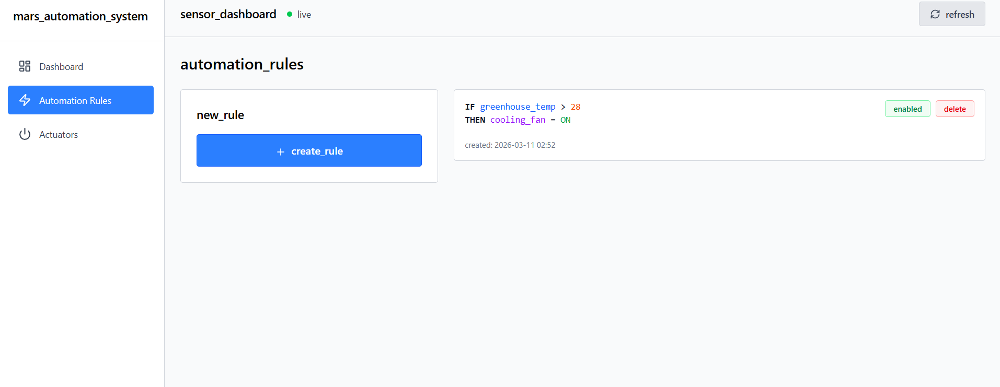 mars_automation_system
sensor_dashboard live
refresh
Dashboard
Automation Rules
Actuators
automation_rules
new_rule
+ create_rule
IF greenhouse_temp > 28
THEN cooling_fan = ON
created: 2026-03-11 02:52
enabled
delete